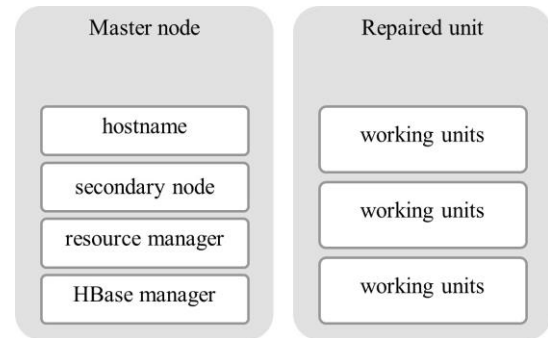 Master node
hostname
secondary node
resource manager
HBase manager
Repaired unit
working units
working units
working units